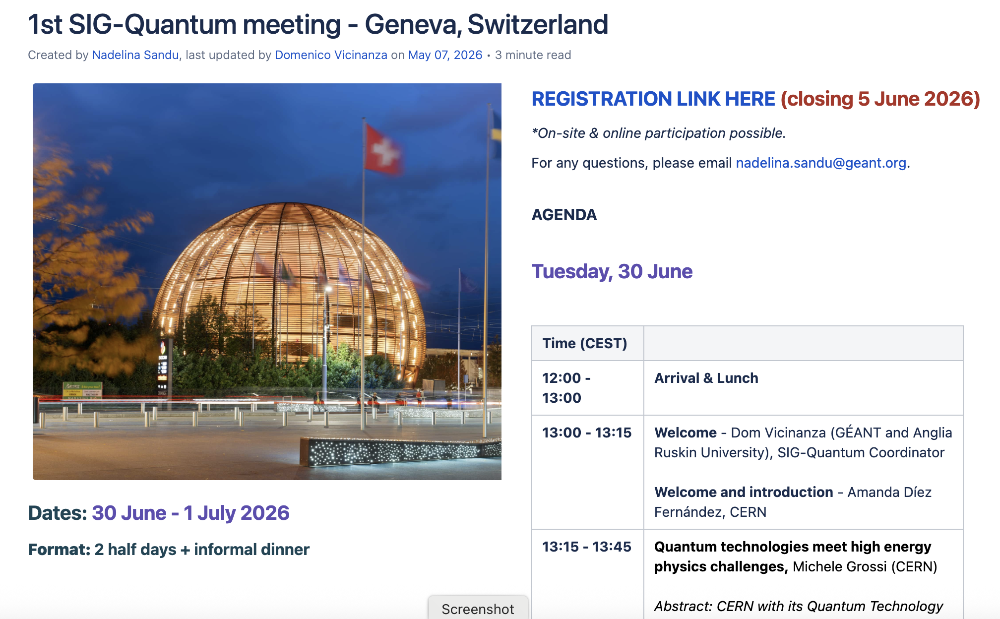 1st SIG-Quantum meeting - Geneva, Switzerland
Created by Nadelina Sandu, last updated by Domenico Vicinanza on May 07, 2026 • 3 minute read
SOCAR
CHANGE
Satoriz
Dates: 30 June - 1 July 2026
Format: 2 half days + informal dinner
REGISTRATION LINK HERE (closing 5 June 2026)
*On-site & online participation possible.
For any questions, please email nadelina.sandu@geant.org.
AGENDA
Tuesday, 30 June
Time (CEST)
12:00 -
13:00
Arrival & Lunch
13:00 - 13:15
Welcome - Dom Vicinanza (GÉANT and Anglia
Ruskin University), SIG-Quantum Coordinator
Welcome and introduction - Amanda Díez
Fernández, CERN
13:15 - 13:45
Quantum technologies meet high energy
physics challenges, Michele Grossi (CERN)
Abstract: CERN with its Quantum Technology
Screenshot